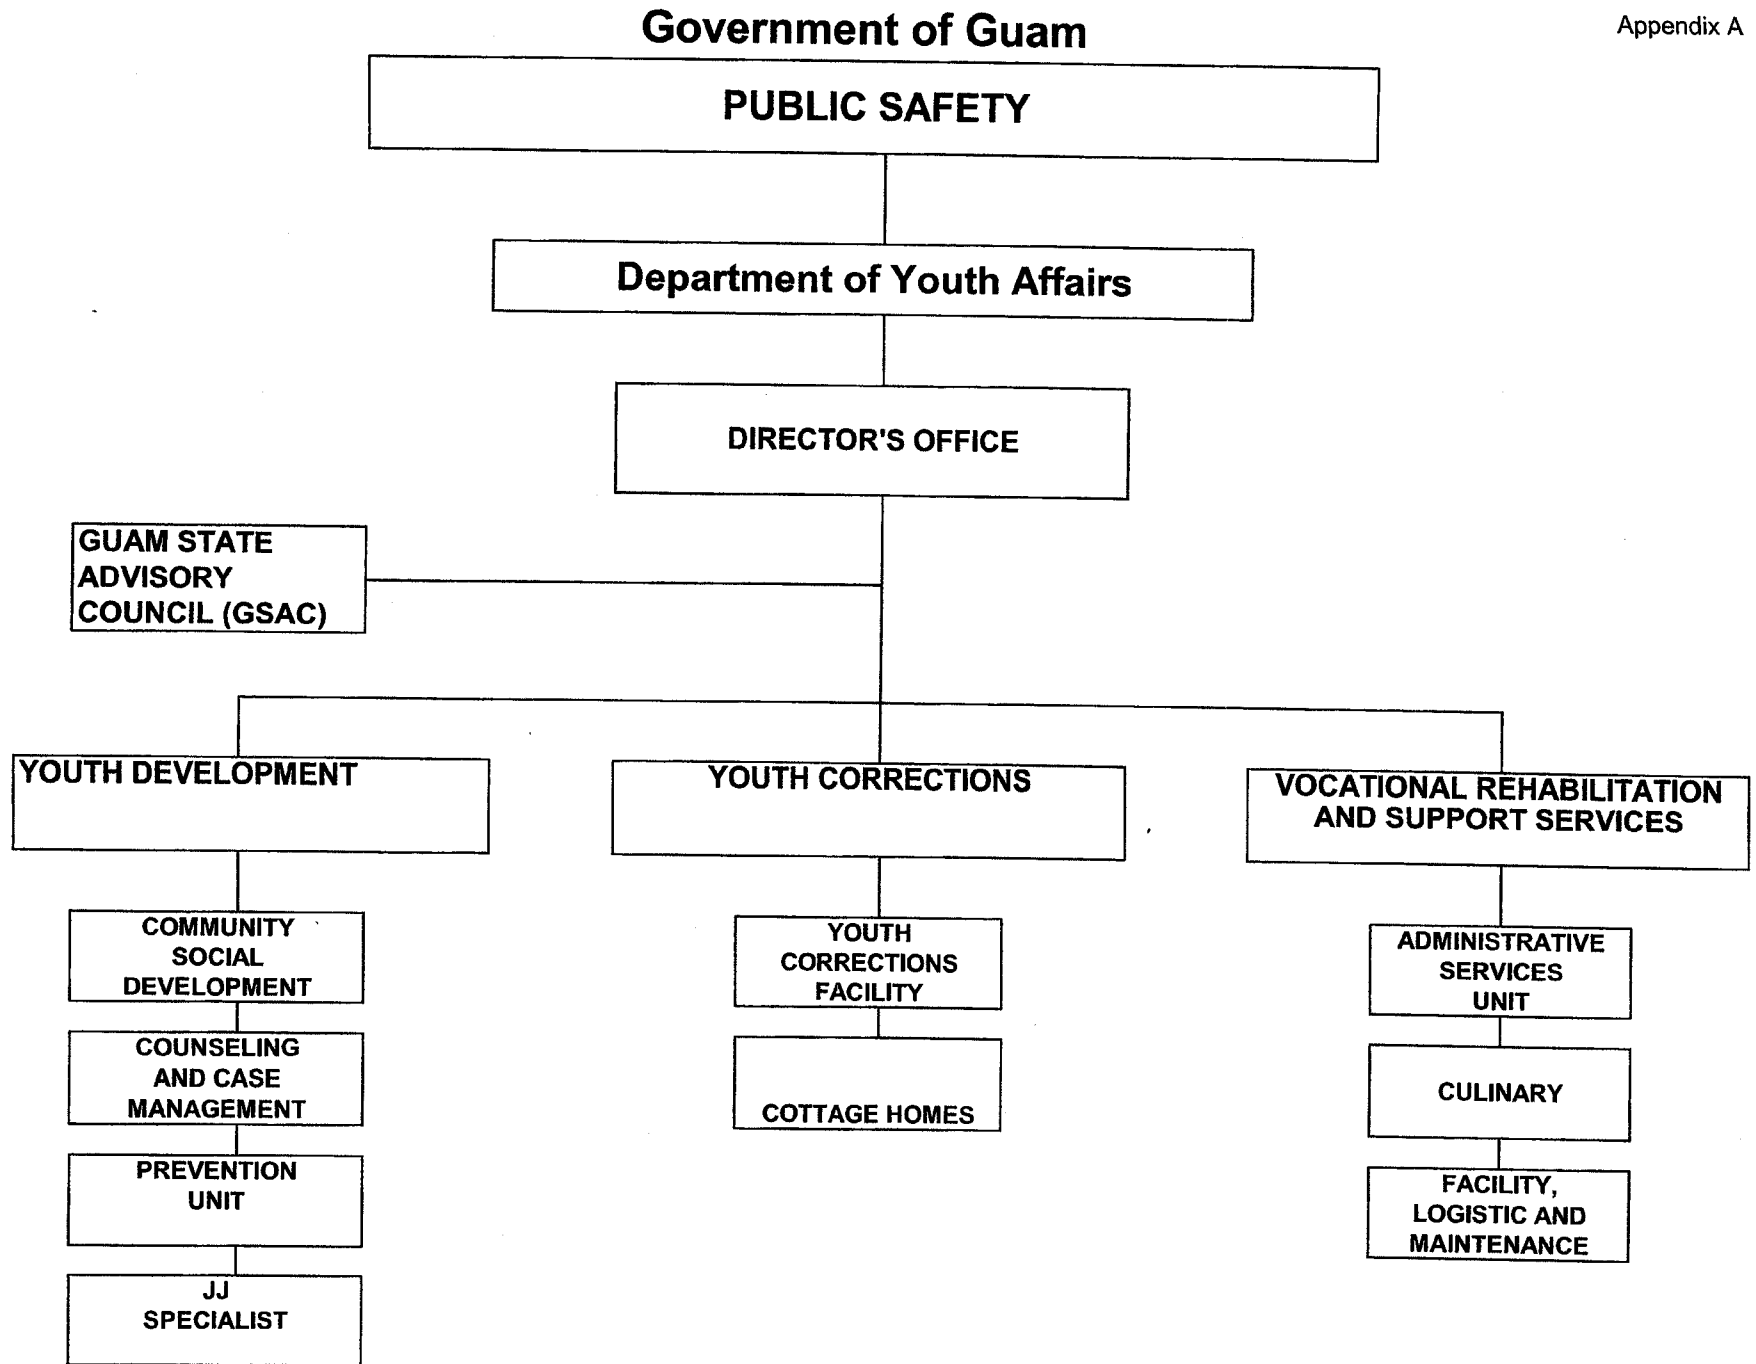 Government of Guam
Appendix A
PUBLIC SAFETY
Department of Youth Affairs
DIRECTOR'S OFFICE
GUAM STATE
ADVISORY
COUNCIL (GSAC)
YOUTH DEVELOPMENT
YOUTH CORRECTIONS
VOCATIONAL REHABILITATION
AND SUPPORT SERVICES
COMMUNITY
SOCIAL
DEVELOPMENT
COUNSELING
AND CASE
MANAGEMENT
PREVENTION
UNIT
JJ
SPECIALIST
YOUTH
CORRECTIONS
FACILITY
COTTAGE HOMES
ADMINISTRATIVE
SERVICES
UNIT
CULINARY
FACILITY,
LOGISTIC AND
MAINTENANCE